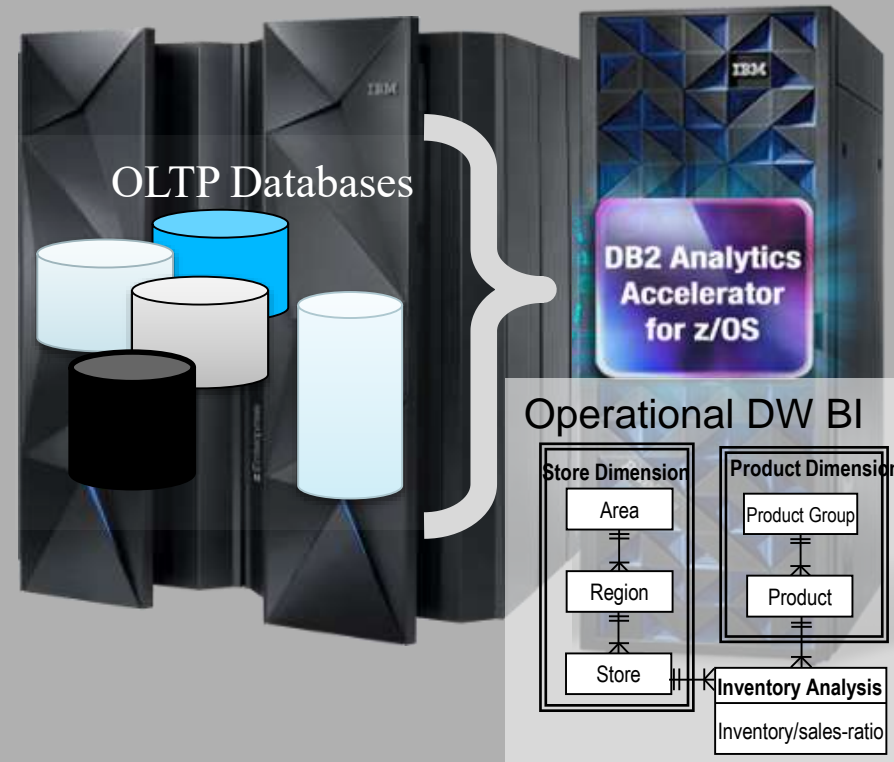 IBM
IBM
OLTP Databases
DB2 Analytics
Accelerator
for z/OS
zEnterprise
Operational DW BI
Store Dimension
Product Dimension
Area
Product Group
Region
Product
Store
Inventory Analysis
Inventory/sales-ratio